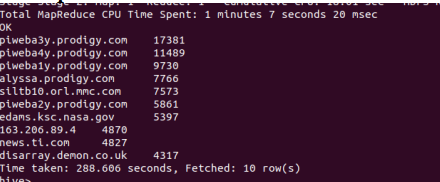 Total MapReduce CPU Time Spent: 1 minutes 7 seconds 20 msec
OK
piweba3y.prodigy.com 17381
piweba4y.prodigy.com 11489
piweba1y.prodigy.com 9730
alyssa.prodigy.com 7766
siltb10.orl.mmc.com 7573
piweba2y.prodigy.com 5861
edams.ksc.nasa.gov 5397
163.206.89.4 4870
news.ti.com 4827
disarray.demon.co.uk 4317
Time taken: 288.606 seconds, Fetched: 10 row(s)
hive>